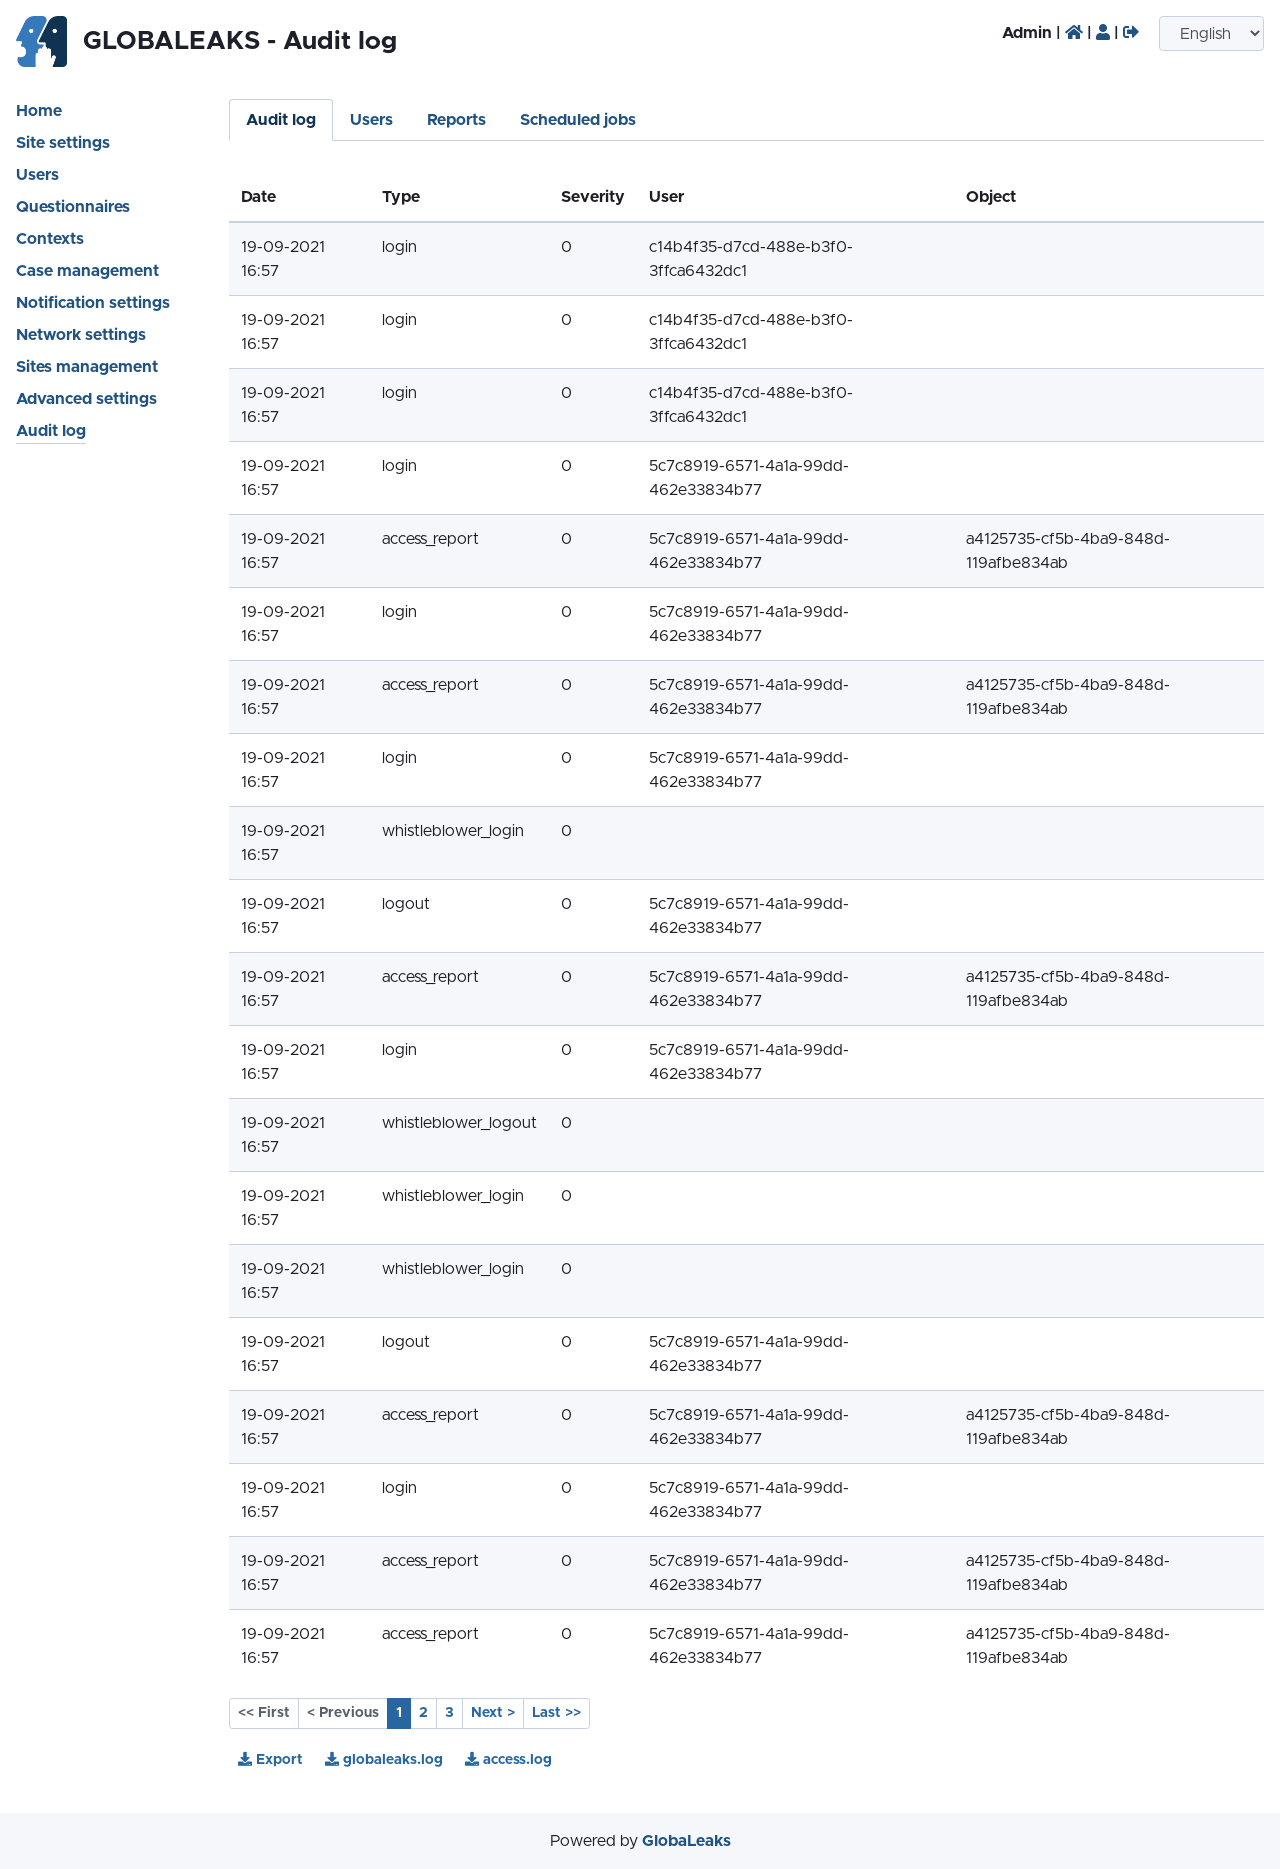 GLOBALEAKS - Audit log
Admin | | |
English
Home
Site settings
Users
Questionnaires
Contexts
Case management
Notification settings
Network settings
Sites management
Advanced settings
Audit log
Audit log Users Reports Scheduled jobs
Date Type Severity User Object
19-09-2021 login 0 c14b4f35-d7cd-488e-b3f0-
16:57 3ffca6432dc1
19-09-2021 login 0 c14b4f35-d7cd-488e-b3f0-
16:57 3ffca6432dc1
19-09-2021 login 0 c14b4f35-d7cd-488e-b3f0-
16:57 3ffca6432dc1
19-09-2021 login 0 5c7c8919-6571-4a1a-99dd-
16:57 462e33834b77
19-09-2021 access_report 0 5c7c8919-6571-4a1a-99dd- a4125735-cf5b-4ba9-848d-
16:57 462e33834b77 119afbe834ab
19-09-2021 login 0 5c7c8919-6571-4a1a-99dd-
16:57 462e33834b77
19-09-2021 access_report 0 5c7c8919-6571-4a1a-99dd- a4125735-cf5b-4ba9-848d-
16:57 462e33834b77 119afbe834ab
19-09-2021 login 0 5c7c8919-6571-4a1a-99dd-
16:57 462e33834b77
19-09-2021 whistleblower_login 0
16:57
19-09-2021 logout 0 5c7c8919-6571-4a1a-99dd-
16:57 462e33834b77
19-09-2021 access_report 0 5c7c8919-6571-4a1a-99dd- a4125735-cf5b-4ba9-848d-
16:57 462e33834b77 119afbe834ab
19-09-2021 login 0 5c7c8919-6571-4a1a-99dd-
16:57 462e33834b77
19-09-2021 whistleblower_logout 0
16:57
19-09-2021 whistleblower_login 0
16:57
19-09-2021 whistleblower_login 0
16:57
19-09-2021 logout 0 5c7c8919-6571-4a1a-99dd-
16:57 462e33834b77
19-09-2021 access_report 0 5c7c8919-6571-4a1a-99dd- a4125735-cf5b-4ba9-848d-
16:57 462e33834b77 119afbe834ab
19-09-2021 login 0 5c7c8919-6571-4a1a-99dd-
16:57 462e33834b77
19-09-2021 access_report 0 5c7c8919-6571-4a1a-99dd- a4125735-cf5b-4ba9-848d-
16:57 462e33834b77 119afbe834ab
19-09-2021 access_report 0 5c7c8919-6571-4a1a-99dd- a4125735-cf5b-4ba9-848d-
16:57 462e33834b77 119afbe834ab
<< First < Previous 1 2 3 Next > Last >>
Export globaleaks.log access.log
Powered by GlobaLeaks